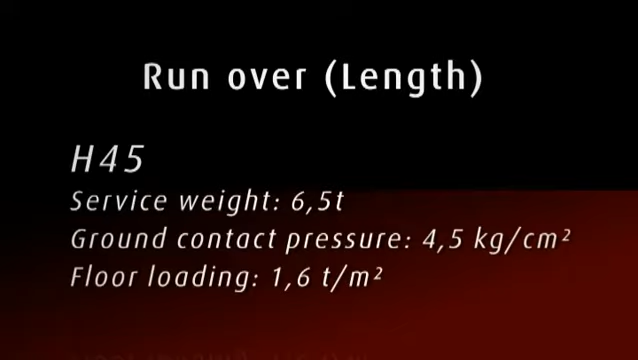 Run over (Length)
H45
Service weight: 6,5t
Ground contact pressure: 4,5 kg/cm²
Floor loading: 1,6 t/m²